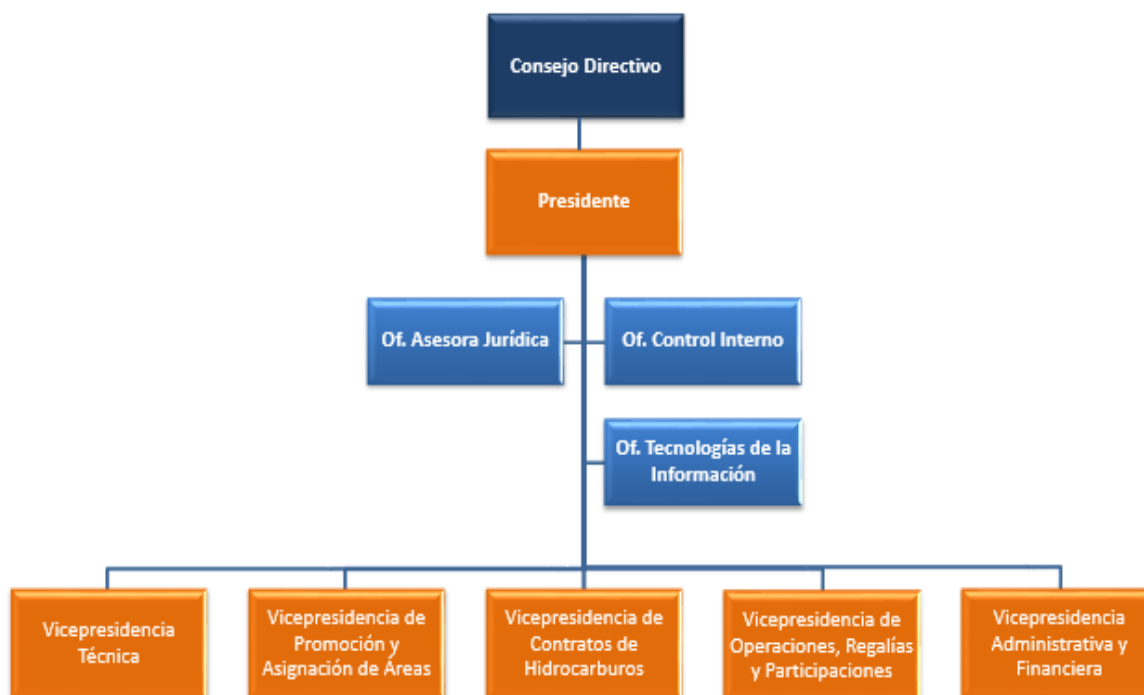 Consejo Directivo
Presidente
Of. Asesora Jurídica
Of. Control Interno
Of. Tecnologías de la
Información
Vicepresidencia
Técnica
Vicepresidencia de
Promoción y
Asignación de Áreas
Vicepresidencia de
Contratos de
Hidrocarburos
Vicepresidencia de
Operaciones, Regalías
y Participaciones
Vicepresidencia
Administrativa y
Financiera